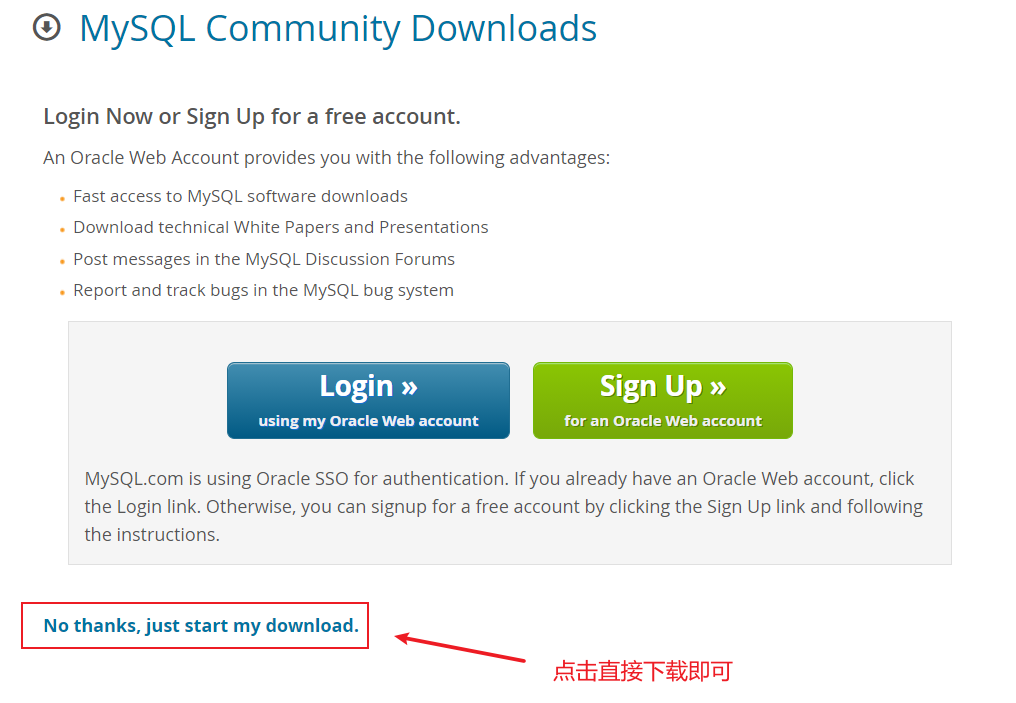 MySQL Community Downloads
Login Now or Sign Up for a free account.
An Oracle Web Account provides you with the following advantages:
Fast access to MySQL software downloads
Download technical White Papers and Presentations
Post messages in the MySQL Discussion Forums
Report and track bugs in the MySQL bug system
Login »
using my Oracle Web account
Sign Up »
for an Oracle Web account
MySQL.com is using Oracle SSO for authentication. If you already have an Oracle Web account, click
the Login link. Otherwise, you can signup for a free account by clicking the Sign Up link and following
the instructions.
No thanks, just start my download.
点击直接下载即可